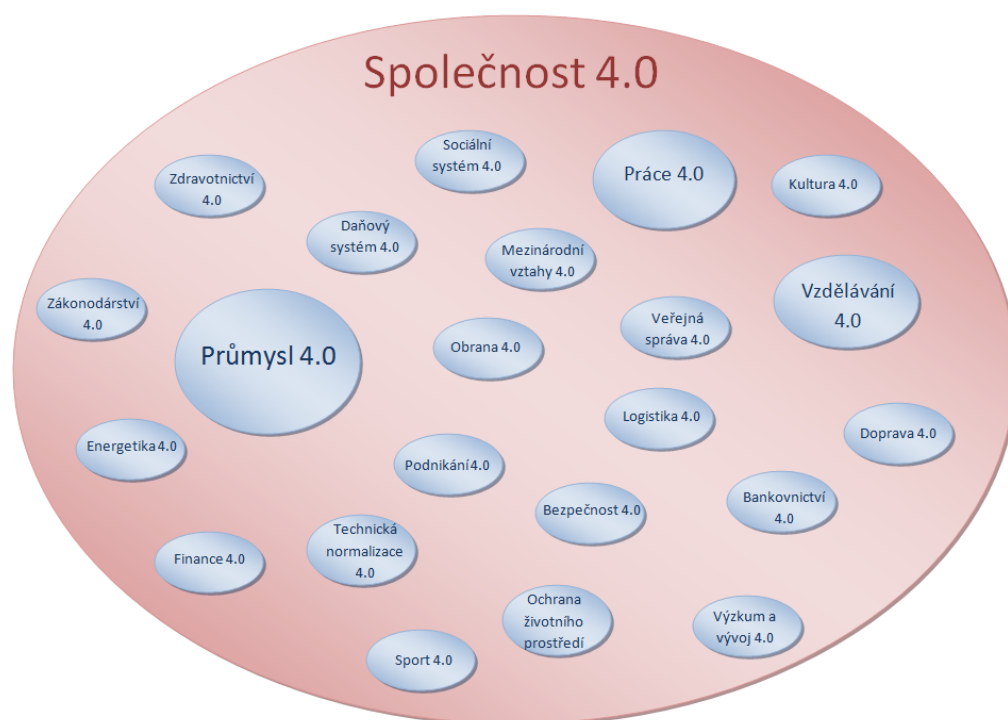 Společnost 4.0
Sociální
systém 4.0
Práce 4.0
Zdravotnictví
4.0
Kultura 4.0
Daňový
systém 4.0
Mezinárodní
vztahy 4.0
Vzdělávání
4.0
Zákonodárství
4.0
Veřejná
správa 4.0
Průmysl 4.0
Obrana 4.0
Logistika 4.0
Doprava 4.0
Energetika 4.0
Podnikání 4.0
Bankovnictví
4.0
Bezpečnost 4.0
Technická
normalizace
4.0
Finance 4.0
Ochrana
životního
prostředí
Výzkum a
vývoj 4.0
Sport 4.0